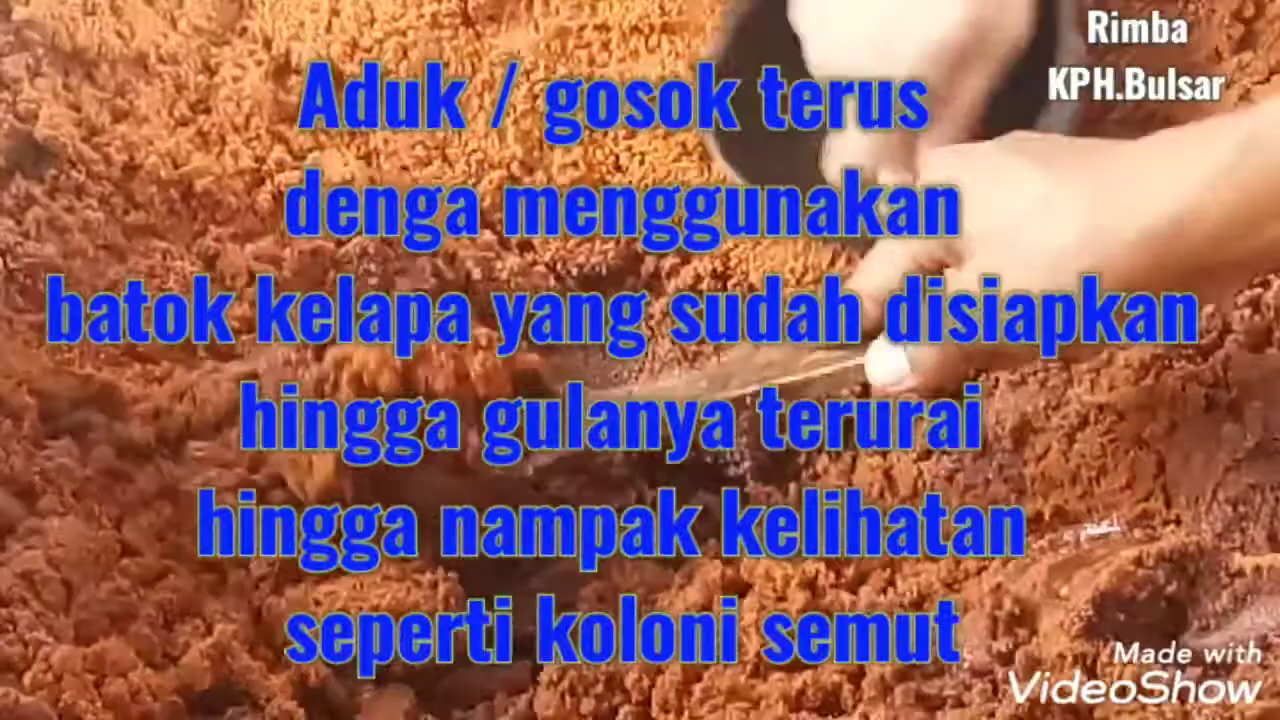 Rimba
KPH.Bulsar
Aduk / gosok terus
denga menggunakan
batok kelapa yang sudah disiapkan
hingga gulanya terurai
hingga nampak kelihatan
seperti koloni semut
Made with
VideoShow